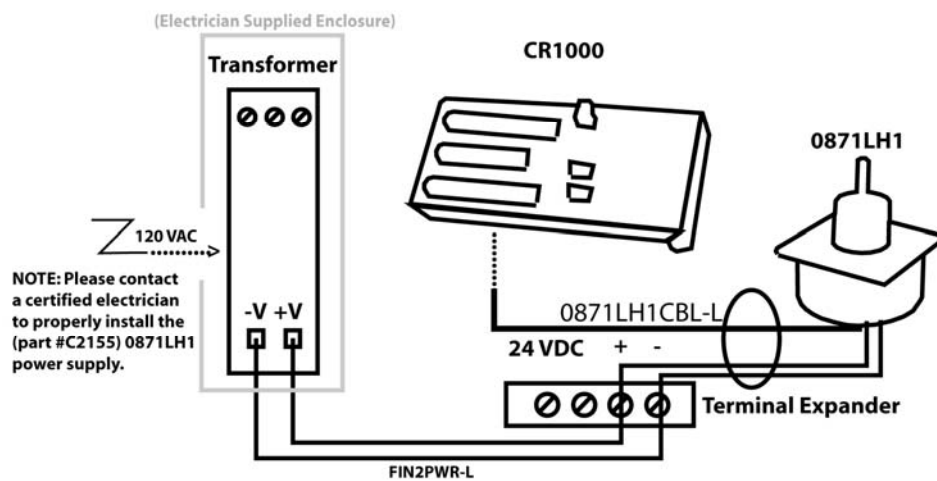 (Electrician Supplied Enclosure)
Transformer
CR1000
0871LH1
120 VAC
NOTE: Please contact
a certified electrician
to properly install the
(part #C2155) 0871LH1
power supply.
-V +V
0871LH1CBL-L
24 VDC + -
Terminal Expander
FIN2PWR-L